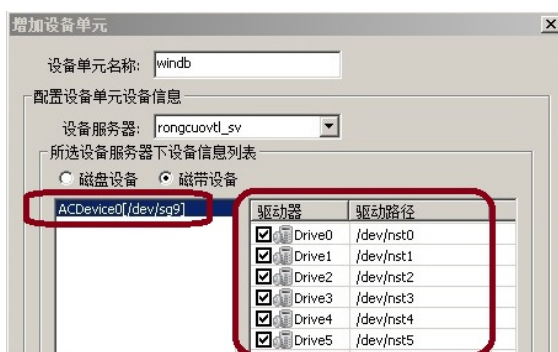 增加设备单元
设备单元名称: windb
配置设备单元设备信息
设备服务器: rongcuovtl_sv
所选设备服务器下设备信息列表
磁盘设备 磁带设备
ACDevice0[/dev/sg9]
驱动器 驱动路径
Drive0 /dev/nst0
Drive1 /dev/nst1
Drive2 /dev/nst2
Drive3 /dev/nst3
Drive4 /dev/nst4
Drive5 /dev/nst5